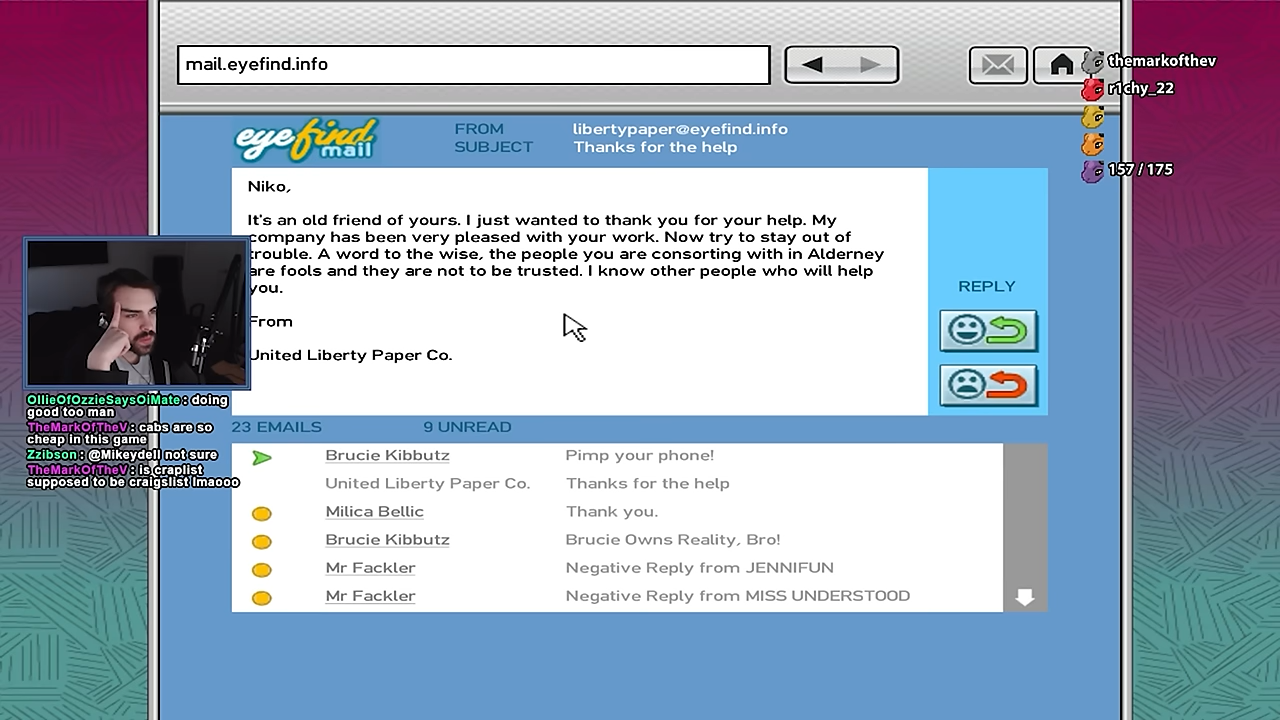 mail.eyefind.info
themarkofthev
r1chy_22
157 / 175
eyefind
mail
FROM libertypaper@eyefind.info
SUBJECT Thanks for the help
Niko,
It's an old friend of yours. I just wanted to thank you for your help. My
company has been very pleased with your work. Now try to stay out of
trouble. A word to the wise, the people you are consorting with in Alderney
are fools and they are not to be trusted. I know other people who will help
you.
From
United Liberty Paper Co.
REPLY
OllieOfOzzieSaysOiMate : doing
good too man
TheMarkOfTheV : cabs are so
cheap in this game
Zzibson : @Mikeydell not sure
TheMarkOfTheV : is craplist
supposed to be craigslist lmaooo
23 EMAILS 9 UNREAD
Brucie Kibbutz Pimp your phone!
United Liberty Paper Co. Thanks for the help
Milica Bellic Thank you.
Brucie Kibbutz Brucie Owns Reality, Bro!
Mr Fackler Negative Reply from JENNIFUN
Mr Fackler Negative Reply from MISS UNDERSTOOD